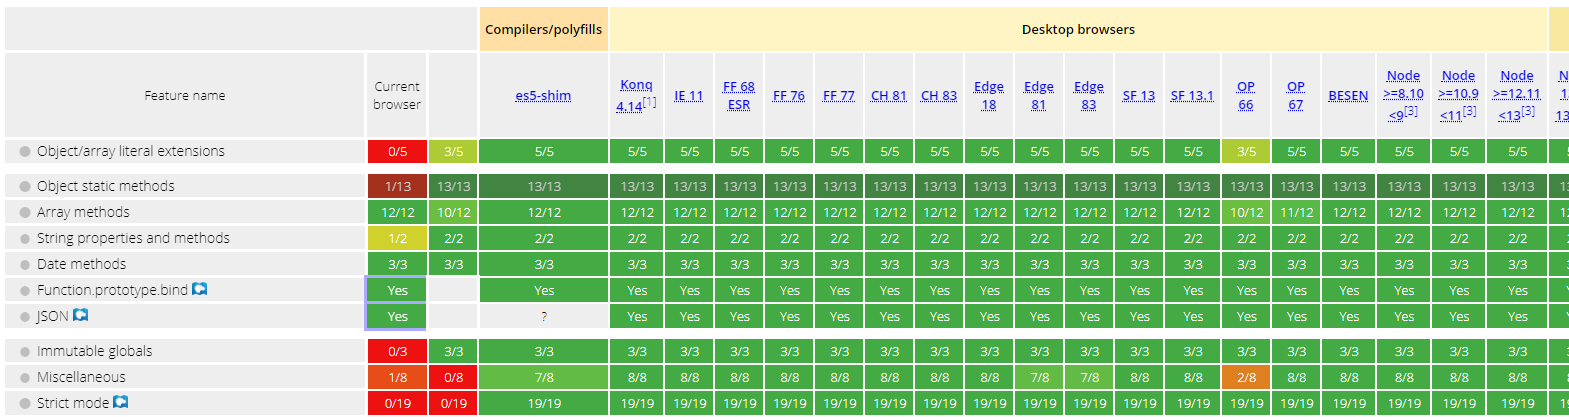 Compilers/polyfills Desktop browsers
Feature name Current browser es5-shim Konq 4.14[1] IE 11 FF 68 ESR FF 76 FF 77 CH 81 CH 83 Edge 18 Edge 81 Edge 83 SF 13 SF 13.1 OP 66 OP 67 BESEN Node >=8.10 <9[3] Node >=10.9 <11[3] Node >=12.11 <13[3]
Object/array literal extensions 0/5 3/5 5/5 5/5 5/5 5/5 5/5 5/5 5/5 5/5 5/5 5/5 5/5 5/5 5/5 3/5 5/5 5/5 5/5 5/5 5/5
Object static methods 1/13 13/13 13/13 13/13 13/13 13/13 13/13 13/13 13/13 13/13 13/13 13/13 13/13 13/13 13/13 13/13 13/13 13/13 13/13 13/13 13/13
Array methods 12/12 10/12 12/12 12/12 12/12 12/12 12/12 12/12 12/12 12/12 12/12 12/12 12/12 12/12 12/12 10/12 11/12 12/12 12/12 12/12 12/12
String properties and methods 1/2 2/2 2/2 2/2 2/2 2/2 2/2 2/2 2/2 2/2 2/2 2/2 2/2 2/2 2/2 2/2 2/2 2/2 2/2 2/2 2/2
Date methods 3/3 3/3 3/3 3/3 3/3 3/3 3/3 3/3 3/3 3/3 3/3 3/3 3/3 3/3 3/3 3/3 3/3 3/3 3/3 3/3 3/3
Function.prototype.bind Yes Yes Yes Yes Yes Yes Yes Yes Yes Yes Yes Yes Yes Yes Yes Yes Yes Yes Yes Yes
JSON Yes ? Yes Yes Yes Yes Yes Yes Yes Yes Yes Yes Yes Yes Yes Yes Yes Yes Yes Yes
Immutable globals 0/3 3/3 3/3 3/3 3/3 3/3 3/3 3/3 3/3 3/3 3/3 3/3 3/3 3/3 3/3 3/3 3/3 3/3 3/3 3/3 3/3
Miscellaneous 1/8 0/8 7/8 8/8 8/8 8/8 8/8 8/8 8/8 8/8 8/8 7/8 7/8 8/8 8/8 2/8 8/8 8/8 8/8 8/8 8/8
Strict mode 0/19 0/19 19/19 19/19 19/19 19/19 19/19 19/19 19/19 19/19 19/19 19/19 19/19 19/19 19/19 19/19 19/19 19/19 19/19 19/19 19/19